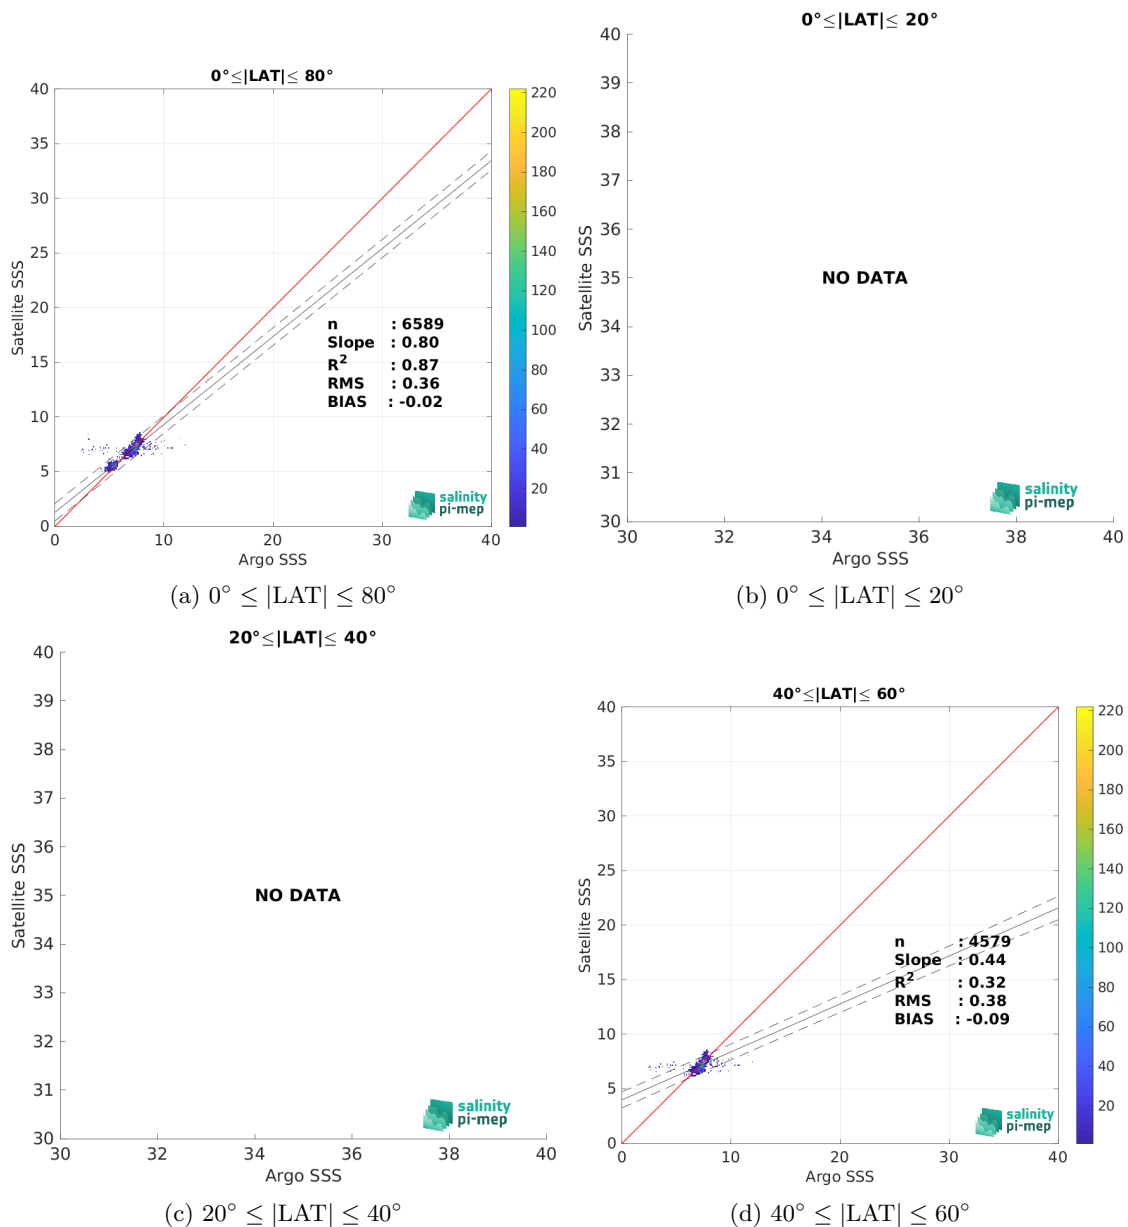 0°≤|LAT|≤ 80°
40
35
30
25
20
15
10
5
0
0
10
20
30
40
Satellite SSS
Argo SSS
n : 6589
Slope : 0.80
R² : 0.87
RMS : 0.36
BIAS : -0.02
220
200
180
160
140
120
100
80
60
40
20
salinity
pi-mep
(a) 0° ≤ |LAT| ≤ 80°
0°≤|LAT|≤ 20°
40
39
38
37
36
35
34
33
32
31
30
30
32
34
36
38
40
Satellite SSS
Argo SSS
NO DATA
salinity
pi-mep
(b) 0° ≤ |LAT| ≤ 20°
20°≤|LAT|≤ 40°
40
39
38
37
36
35
34
33
32
31
30
30
32
34
36
38
40
Satellite SSS
Argo SSS
NO DATA
salinity
pi-mep
(c) 20° ≤ |LAT| ≤ 40°
40°≤|LAT|≤ 60°
40
35
30
25
20
15
10
5
0
0
10
20
30
40
Satellite SSS
Argo SSS
n : 4579
Slope : 0.44
R² : 0.32
RMS : 0.38
BIAS : -0.09
220
200
180
160
140
120
100
80
60
40
20
salinity
pi-mep
(d) 40° ≤ |LAT| ≤ 60°